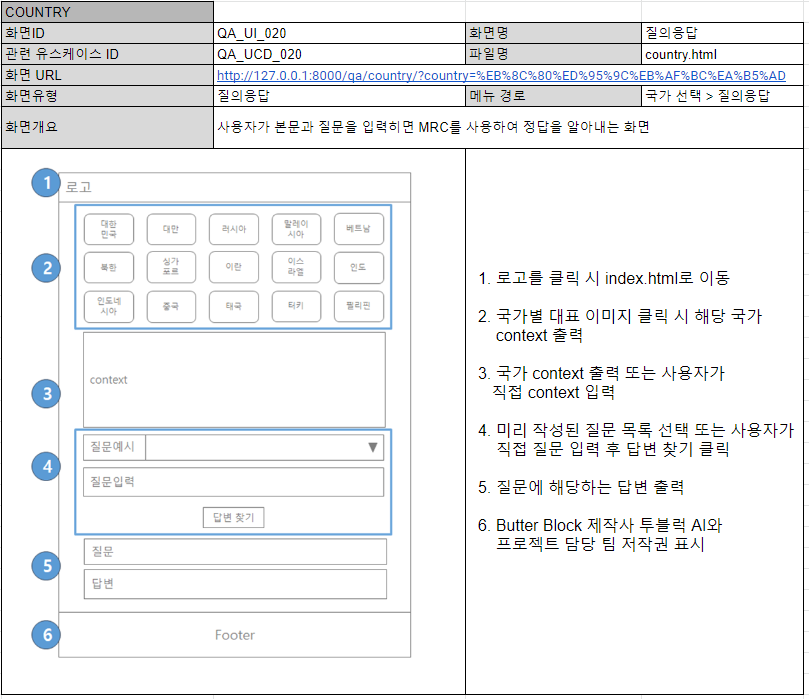 COUNTRY
화면ID QA_UI_020 화면명 질의응답
관련 유스케이스 ID QA_UCD_020 파일명 country.html
화면 URL http://127.0.0.1:8000/qa/country/?country=%EB%8C%80%ED%95%9C%EB%AF%BC%EA%B5%AD
화면유형 질의응답 메뉴 경로 국가 선택 > 질의응답
화면개요 사용자가 본문과 질문을 입력히면 MRC를 사용하여 정답을 알아내는 화면
1 로고
2
대한
민국
대만
러시아
말레이
시아
베트남
북한
싱가
포르
이란
이스
라엘
인도
인도네
시아
중국
태국
터키
필리핀
3
context
4
질문예시 ▼
질문입력
답변 찾기
5
질문
답변
6
Footer
1. 로고를 클릭 시 index.html로 이동
2. 국가별 대표 이미지 클릭 시 해당 국가
context 출력
3. 국가 context 출력 또는 사용자가
직접 context 입력
4. 미리 작성된 질문 목록 선택 또는 사용자가
직접 질문 입력 후 답변 찾기 클릭
5. 질문에 해당하는 답변 출력
6. Butter Block 제작사 투블럭 AI와
프로젝트 담당 팀 저작권 표시